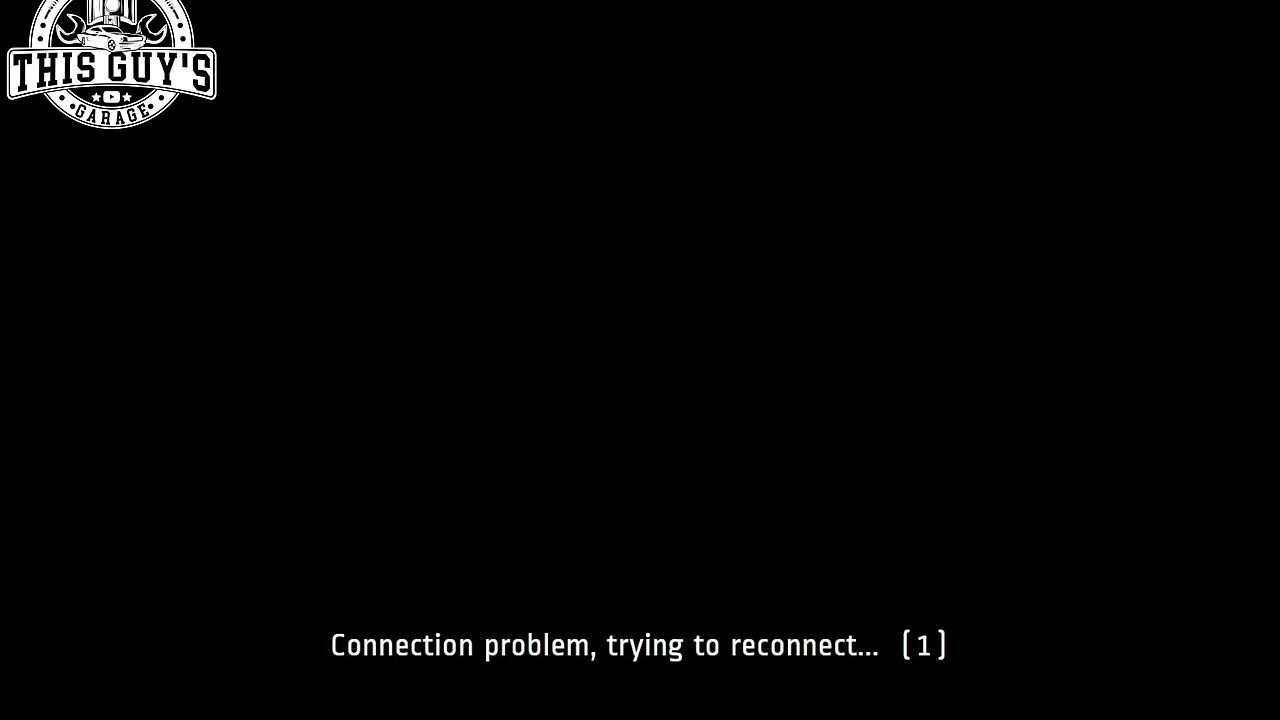 THIS GUY'S
GARAGE
Connection problem, trying to reconnect... (1)